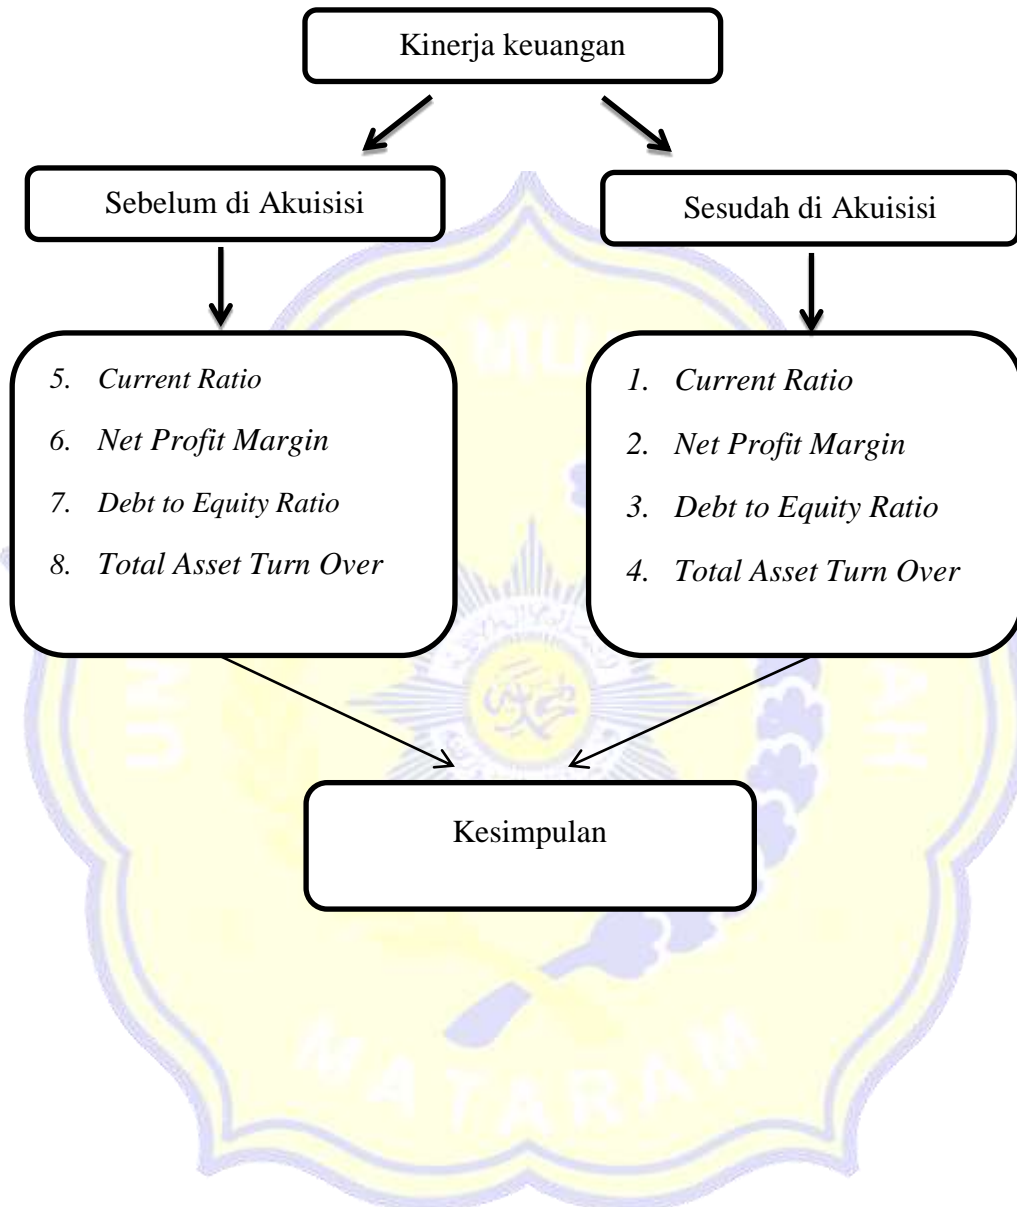 Kinerja keuangan
Sebelum di Akuisisi
Sesudah di Akuisisi
5. Current Ratio
6. Net Profit Margin
7. Debt to Equity Ratio
8. Total Asset Turn Over
1. Current Ratio
2. Net Profit Margin
3. Debt to Equity Ratio
4. Total Asset Turn Over
Kesimpulan
MATARAM